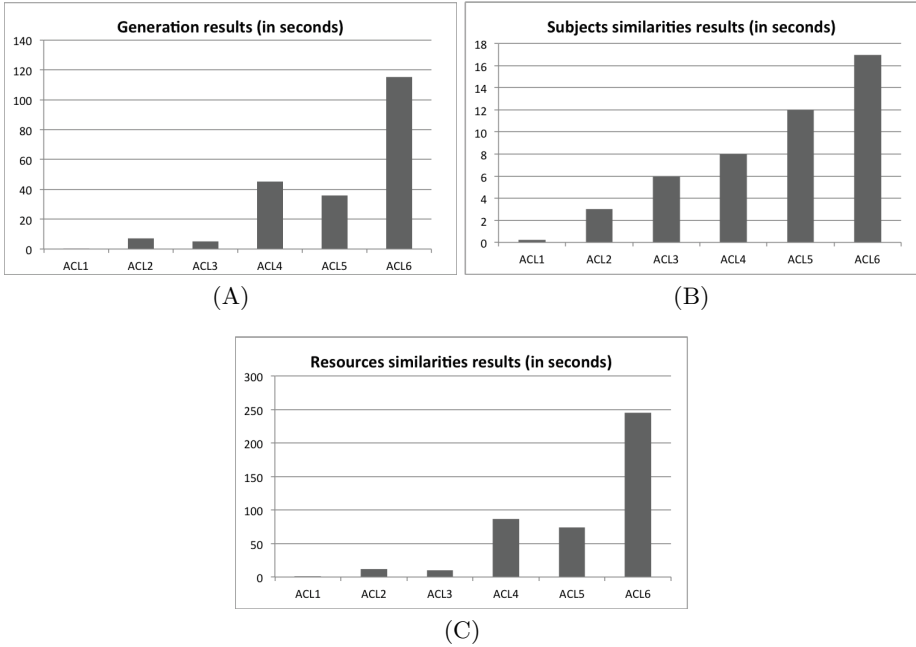 Generation results (in seconds)
140
120
100
80
60
40
20
0
ACL1 ACL2 ACL3 ACL4 ACL5 ACL6
(A)
Subjects similarities results (in seconds)
18
16
14
12
10
8
6
4
2
0
ACL1 ACL2 ACL3 ACL4 ACL5 ACL6
(B)
Resources similarities results (in seconds)
300
250
200
150
100
50
0
ACL1 ACL2 ACL3 ACL4 ACL5 ACL6
(C)